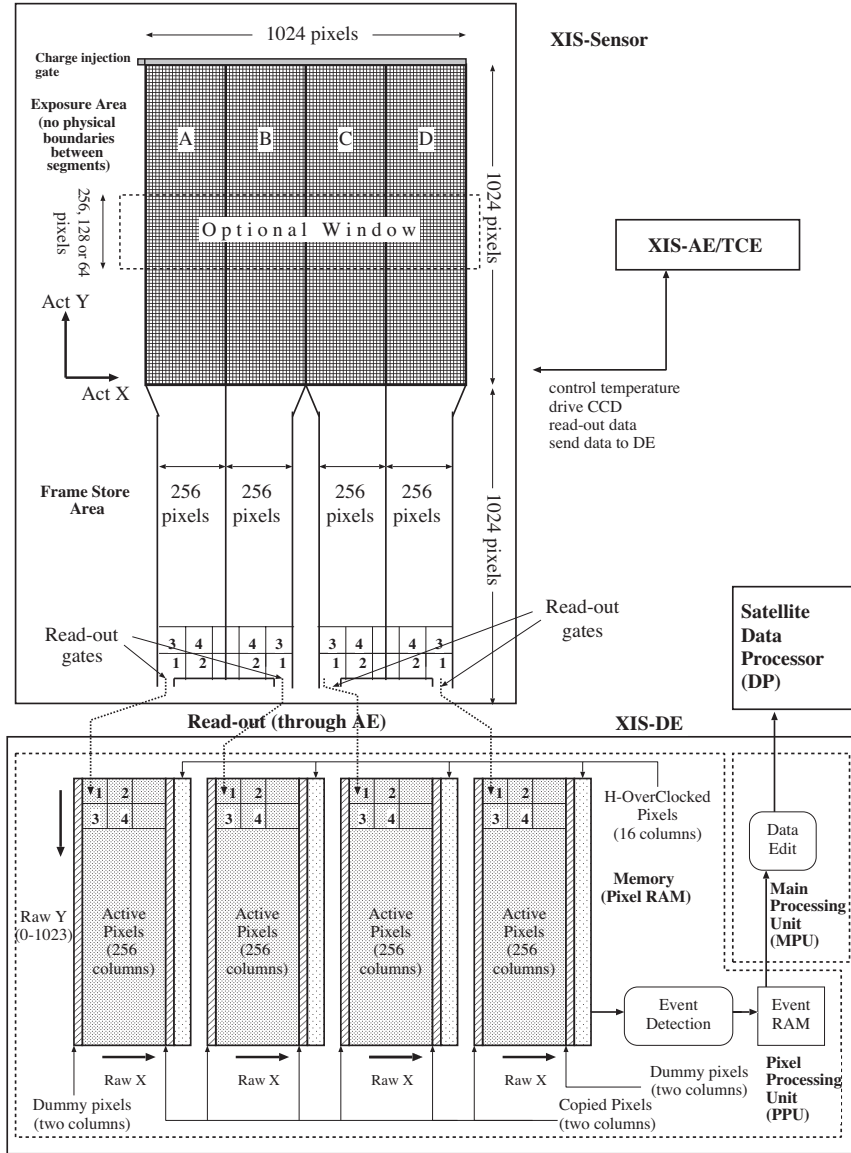 1024 pixels
XIS-Sensor
Charge injection
gate
Exposure Area
(no physical
boundaries
between
segments)
A
B
C
D
256, 128 or 64
pixels
Optional Window
1024 pixels
XIS-AE/TCE
Act Y
Act X
control temperature
drive CCD
read-out data
send data to DE
Frame Store
Area
256
pixels
256
pixels
256
pixels
256
pixels
1024 pixels
Read-out
gates
3 4 4 3
1 2 2 1
3 4 4 3
1 2 2 1
Read-out
gates
Satellite
Data
Processor
(DP)
Read-out (through AE)
XIS-DE
1 2
3 4
1 2
3 4
1 2
3 4
1 2
3 4
H-OverClocked
Pixels
(16 columns)
Data
Edit
Memory
(Pixel RAM)
Main
Processing
Unit
(MPU)
Raw Y
(0-1023)
Active
Pixels
(256
columns)
Active
Pixels
(256
columns)
Active
Pixels
(256
columns)
Active
Pixels
(256
columns)
Event
Detection
Event
RAM
Raw X
Raw X
Raw X
Raw X
Dummy pixels
(two columns)
Copied Pixels
(two columns)
Dummy pixels
(two columns)
Pixel
Processing
Unit
(PPU)